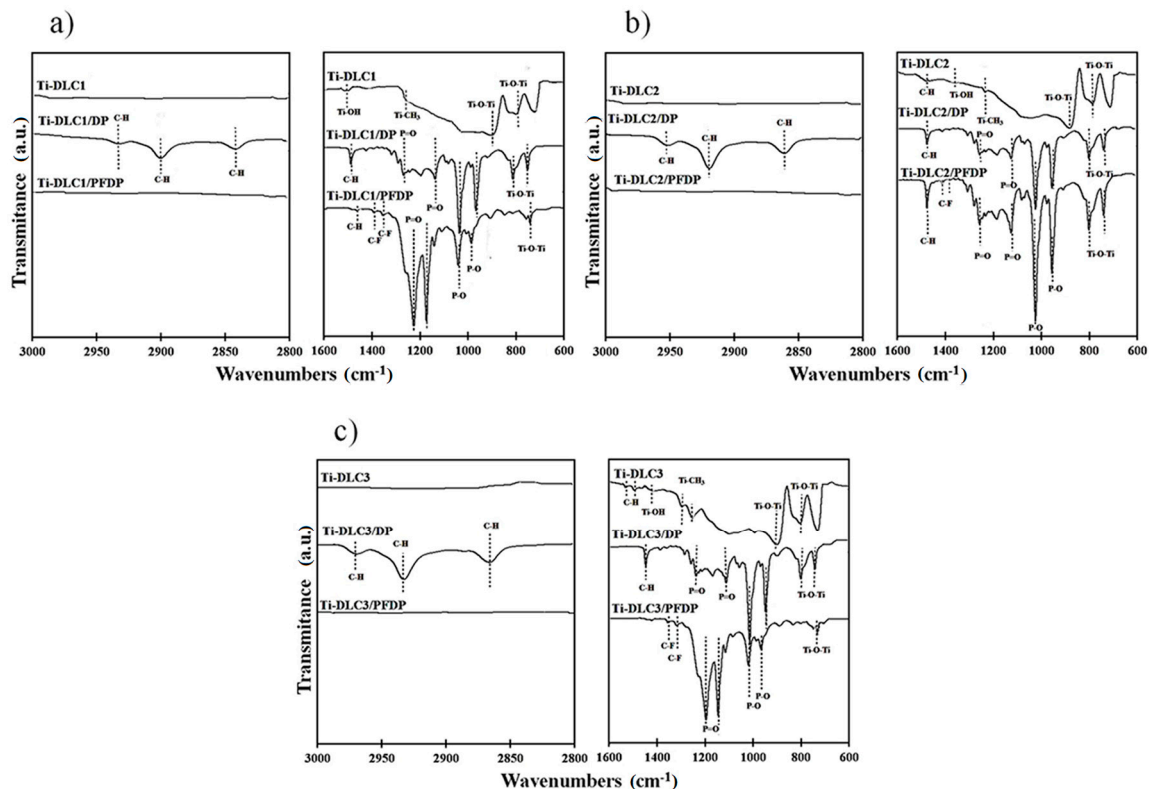 a)
Transmitance (a.u.)
Ti-DLC1
Ti-DLC1/DP
C-H
C-H
C-H
Ti-DLC1/PFDP
3000 2950 2900 2850 2800
Ti-DLC1
Ti-OH
Ti-CH3
Ti-O-Ti
Ti-O-Ti
Ti-DLC1/DP
P=O
C-H
P=O
Ti-O-Ti
Ti-DLC1/PFDP
P=O
C-H
C-F
C-F
Ti-O-Ti
P-O
P-O
1600 1400 1200 1000 800 600
Wavenumbers (cm-1)
b)
Transmitance (a.u.)
Ti-DLC2
Ti-DLC2/DP
C-H
C-H
C-H
Ti-DLC2/PFDP
3000 2950 2900 2850 2800
Ti-DLC2
C-H
Ti-OH
Ti-CH3
Ti-O-Ti
Ti-O-Ti
Ti-DLC2/DP
P=O
C-H
P=O
Ti-O-Ti
Ti-DLC2/PFDP
C-F
C-H
P=O
P=O
Ti-O-Ti
P-O
P-O
1600 1400 1200 1000 800 600
Wavenumbers (cm-1)
c)
Transmitance (a.u.)
Ti-DLC3
Ti-DLC3/DP
C-H
C-H
C-H
Ti-DLC3/PFDP
3000 2950 2900 2850 2800
Ti-DLC3
C-H
Ti-OH
Ti-CH3
Ti-O-Ti
Ti-O-Ti
Ti-DLC3/DP
C-H
P=O
P=O
Ti-O-Ti
Ti-DLC3/PFDP
C-F
C-F
Ti-O-Ti
P-O
P-O
P=O
1600 1400 1200 1000 800 600
Wavenumbers (cm-1)